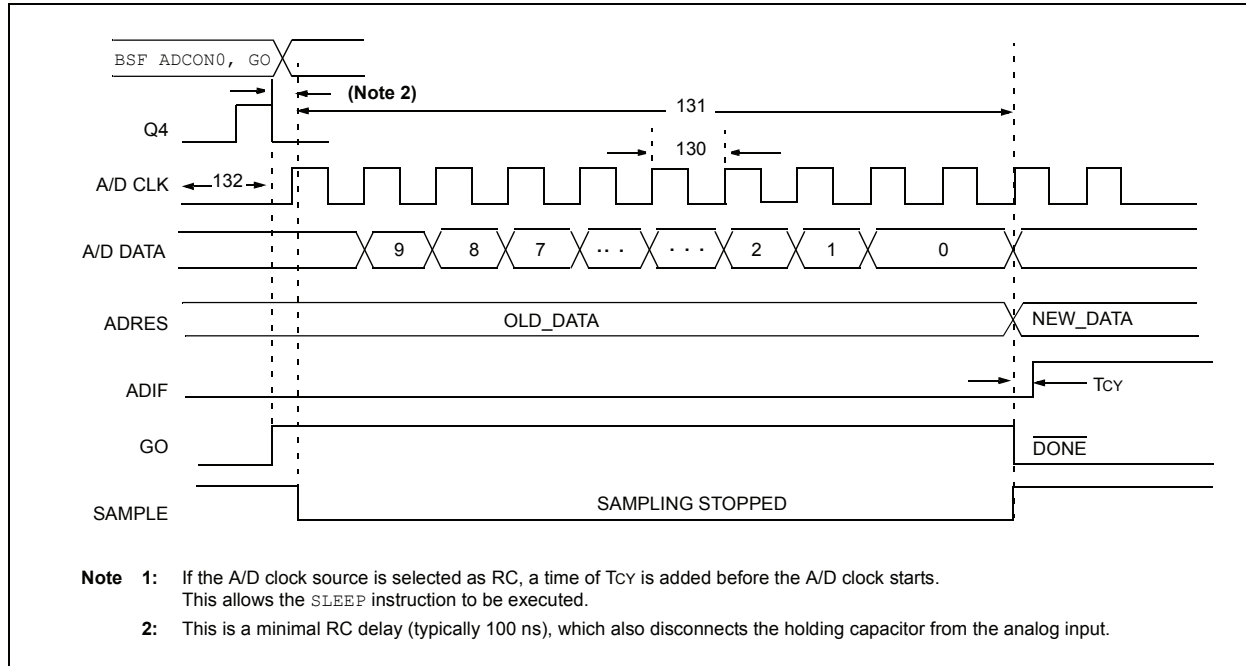 BSF ADCON0, GO
(Note 2)
131
Q4
130
A/D CLK
132
A/D DATA
9 8 7 . . . . . . 2 1 0
ADRES
OLD_DATA
NEW_DATA
ADIF
TCY
GO
DONE
SAMPLE
SAMPLING STOPPED
Note 1: If the A/D clock source is selected as RC, a time of TCY is added before the A/D clock starts.
This allows the SLEEP instruction to be executed.
2: This is a minimal RC delay (typically 100 ns), which also disconnects the holding capacitor from the analog input.